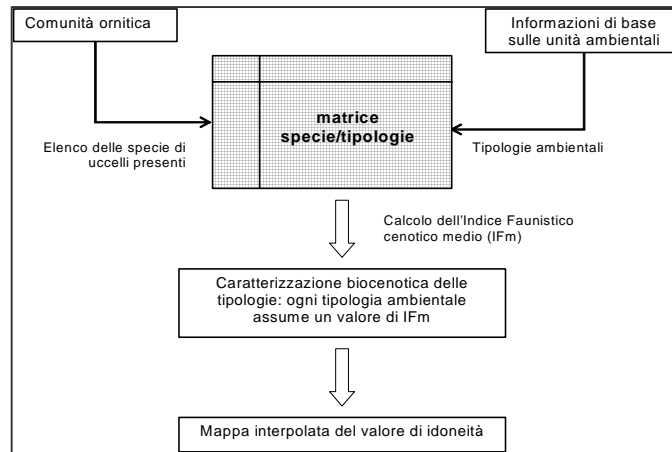 Comunità ornitica
Informazioni di base
sulle unità ambientali
matrice
specie/tipologie
Elenco delle specie di
uccelli presenti
Tipologie ambientali
Calcolo dell'Indice Faunistico
cenotico medio (IFm)
Caratterizzazione biocenotica delle
tipologie: ogni tipologia ambientale
assume un valore di IFm
Mappa interpolata del valore di idoneità